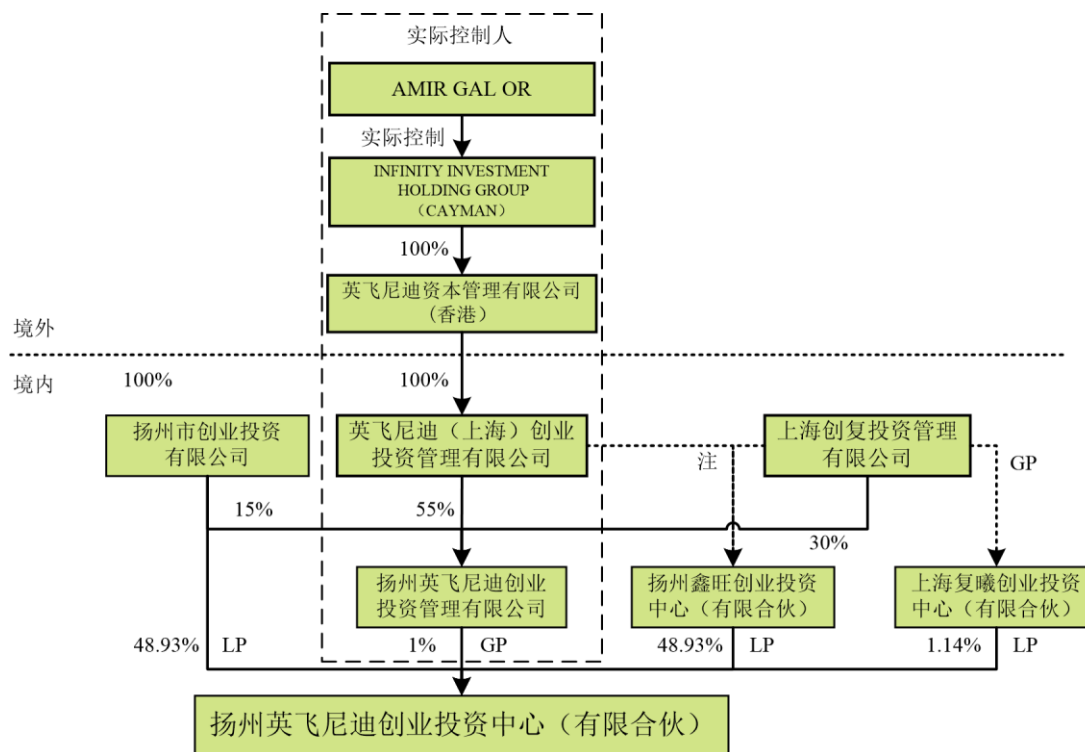 实际控制人
AMIR GAL OR
实际控制
INFINITY INVESTMENT
HOLDING GROUP
（CAYMAN）
100%
英飞尼迪资本管理有限公司
(香港）
境外
境内
100%
100%
扬州市创业投资
有限公司
英飞尼迪（上海）创业
投资管理有限公司
上海创复投资管理
有限公司
注
GP
15%
55%
30%
扬州英飞尼迪创业
投资管理有限公司
扬州鑫旺创业投资
中心（有限合伙）
上海复曦创业投资
中心（有限合伙）
48.93% LP
1% GP
48.93% LP
1.14% LP
扬州英飞尼迪创业投资中心（有限合伙）